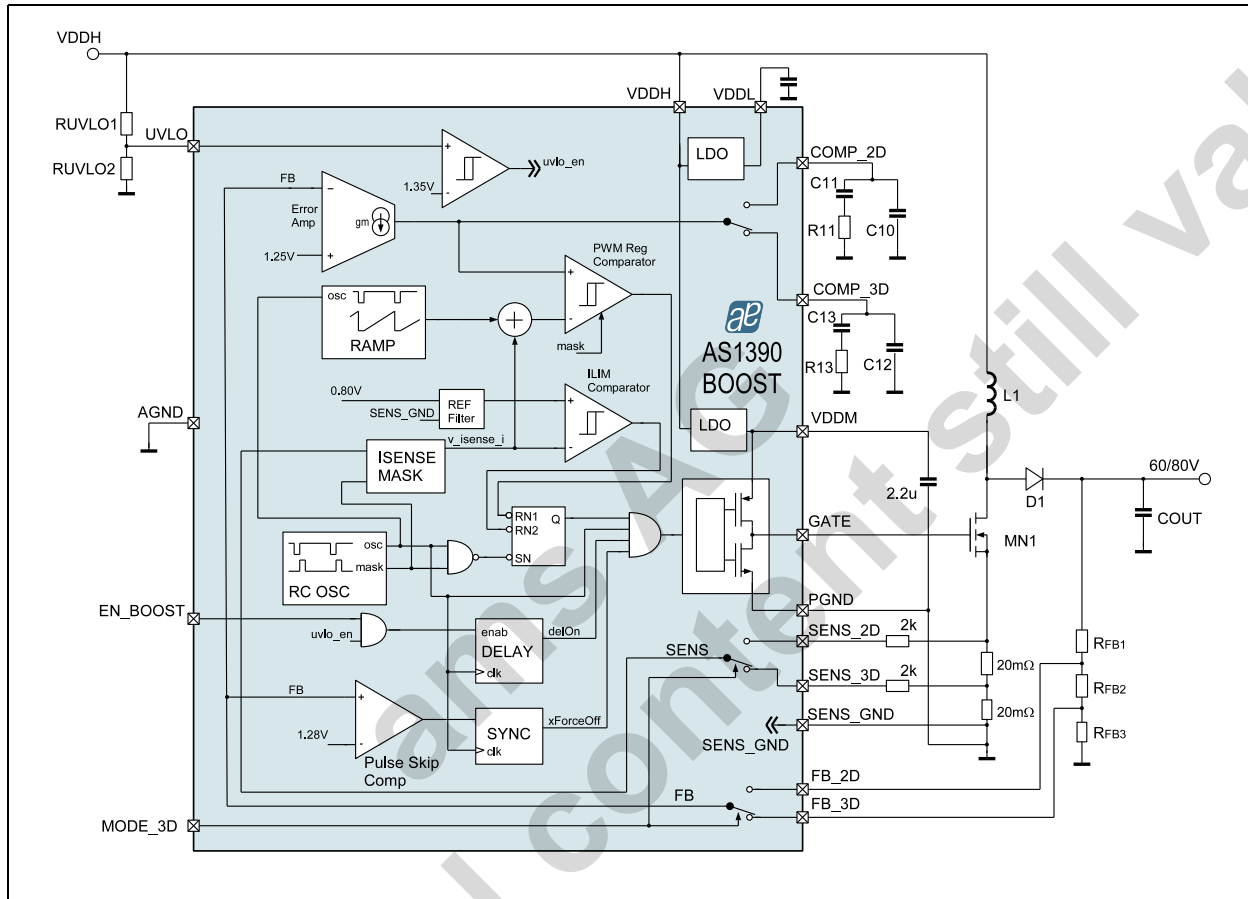 VDDH
VDDH
VDDL
RUVLO1
UVLO
RUVLO2
LDO
uvlo_en
1.35V
COMP_2D
C11
R11
C10
FB
Error
Amp
gm
1.25V
PWM Reg
Comparator
COMP_3D
C13
R13
C12
osc
RAMP
mask
AS1390
BOOST
ILIM
Comparator
0.80V
REF
Filter
SENS_GND
v_isense_i
L1
AGND
LDO
VDDM
ISENSE
MASK
2.2u
60/80V
D1
COUT
RN1
RN2
Q
SN
GATE
MN1
osc
mask
RC OSC
PGND
EN_BOOST
uvlo_en
enab
DELAY
clk
delOn
SENS
SENS_2D
2k
20mΩ
RFB1
SENS_3D
2k
20mΩ
RFB2
FB
1.28V
Pulse Skip
Comp
SYNC
clk
xForceOff
SENS_GND
SENS_GND
RFB3
FB_2D
FB
FB_3D
MODE_3D
ams AG
content still val